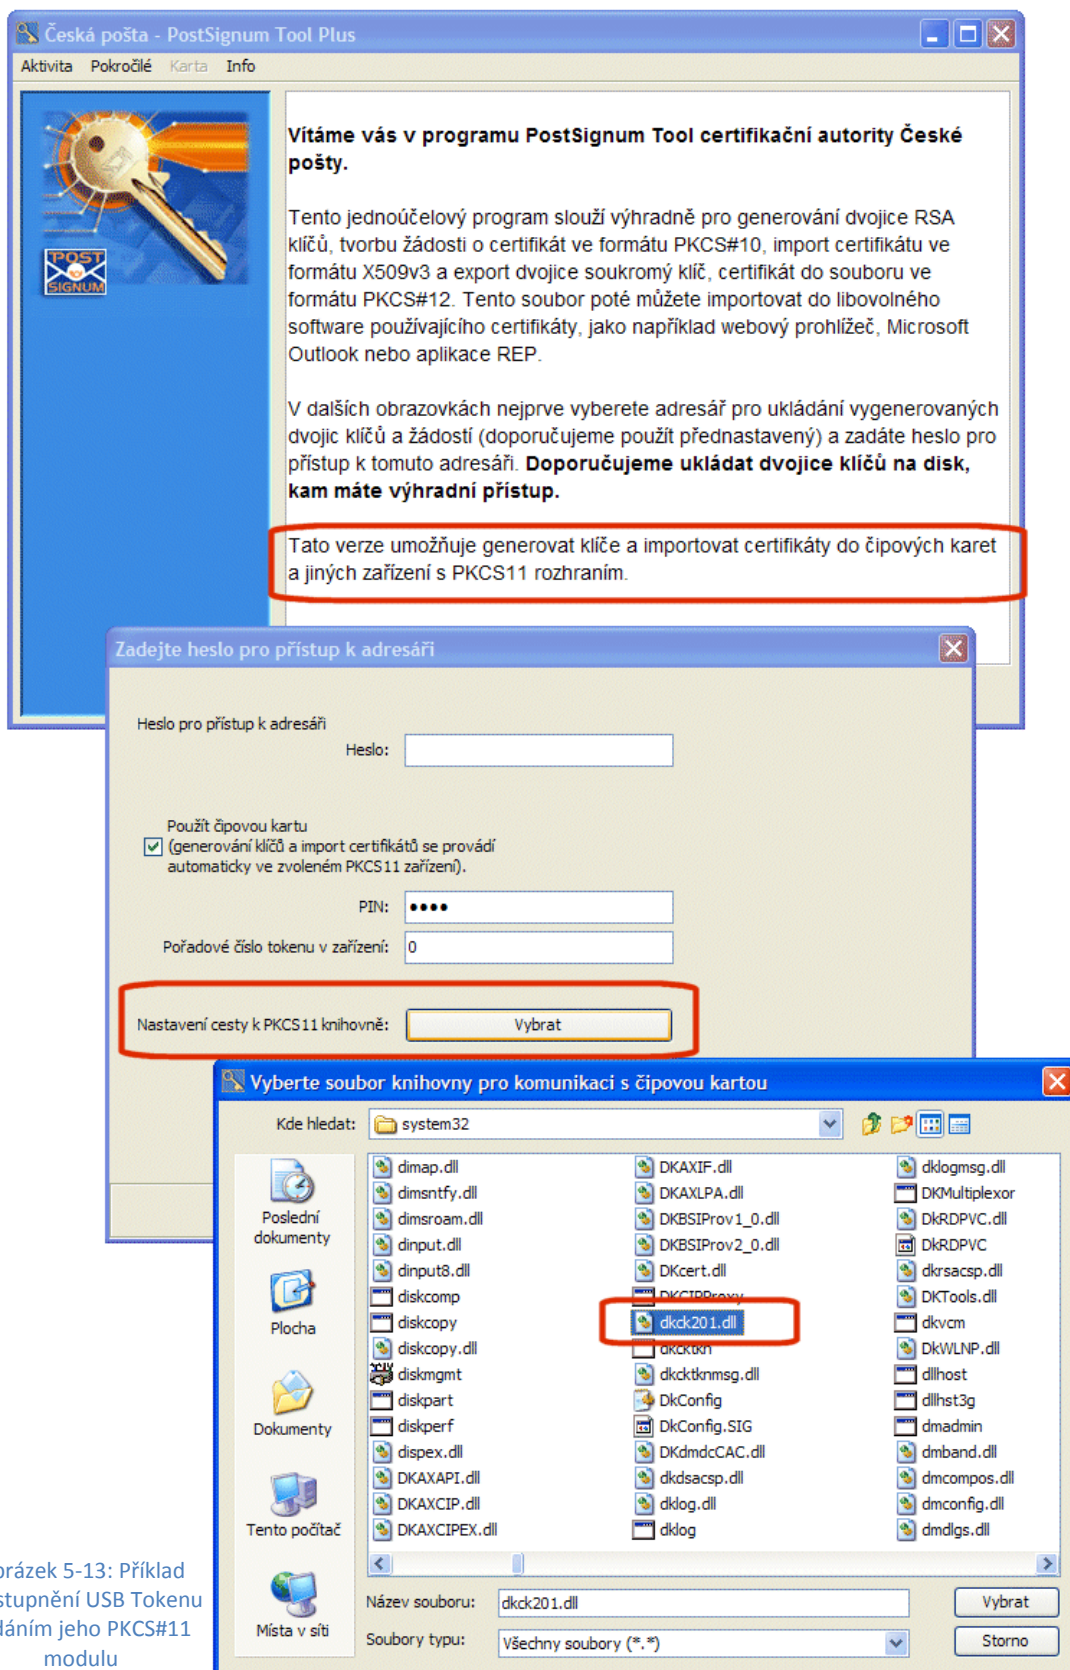 Česká pošta - PostSignum Tool Plus
Aktivita Pokročilé Karta Info
POST
SIGNUM
Vítáme vás v programu PostSignum Tool certifikační autority České
pošty.
Tento jednoúčelový program slouží výhradně pro generování dvojice RSA
klíčů, tvorbu žádosti o certifikát ve formátu PKCS#10, import certifikátu ve
formátu X509v3 a export dvojice soukromý klíč, certifikát do souboru ve
formátu PKCS#12. Tento soubor poté můžete importovat do libovolného
software používajícího certifikáty, jako například webový prohlížeč, Microsoft
Outlook nebo aplikace REP.
V dalších obrazovkách nejprve vyberete adresář pro ukládání vygenerovaných
dvojic klíčů a žádostí (doporučujeme použít přednastavený) a zadáte heslo pro
přístup k tomuto adresáři. Doporučujeme ukládat dvojice klíčů na disk,
kam máte výhradní přístup.
Tato verze umožňuje generovat klíče a importovat certifikáty do čipových karet
a jiných zařízení s PKCS11 rozhraním.
Zadejte heslo pro přístup k adresáři
Heslo pro přístup k adresáři
Heslo:
Použít čipovou kartu
(generování klíčů a import certifikátů se provádí
automaticky ve zvoleném PKCS11 zařízení).
PIN: ●●●●
Pořadové číslo tokenu v zařízení: 0
Nastavení cesty k PKCS11 knihovně: Vybrat
Vyberte soubor knihovny pro komunikaci s čipovou kartou
Kde hledat: system32
Poslední
dokumenty
Plocha
Dokumenty
Tento počítač
Místa v síti
dimap.dll
dimsntfy.dll
dimsroam.dll
dinput.dll
dinput8.dll
diskcomp
diskcopy
diskcopy.dll
diskmgmt
diskpart
diskperf
dispex.dll
DKAXAPI.dll
DKAXCIP.dll
DKAXCIPEX.dll
DKAXIF.dll
DKAXLPA.dll
DKBSIProv1_0.dll
DKBSIProv2_0.dll
DKcert.dll
DKCIPProxy
dkck201.dll
dkcktkn
dkcktknmsg.dll
DkConfig
DkConfig.SIG
DKdmdcCAC.dll
dkdsacsp.dll
dklog.dll
dklog
dklogmsg.dll
DKMultiplexor
DkRDPVC.dll
DkRDPVC
dkrsacsp.dll
DKTools.dll
dkvcm
DkWLNP.dll
dllhost
dllhst3g
dmadmin
dmband.dll
dmcompos.dll
dmconfig.dll
dmdlgs.dll
Název souboru: dkck201.dll Vybrat
Soubory typu: Všechny soubory (*.*) Storno
brázek 5-13: Příklad
stupnění USB Tokenu
dáním jeho PKCS#11
modulu